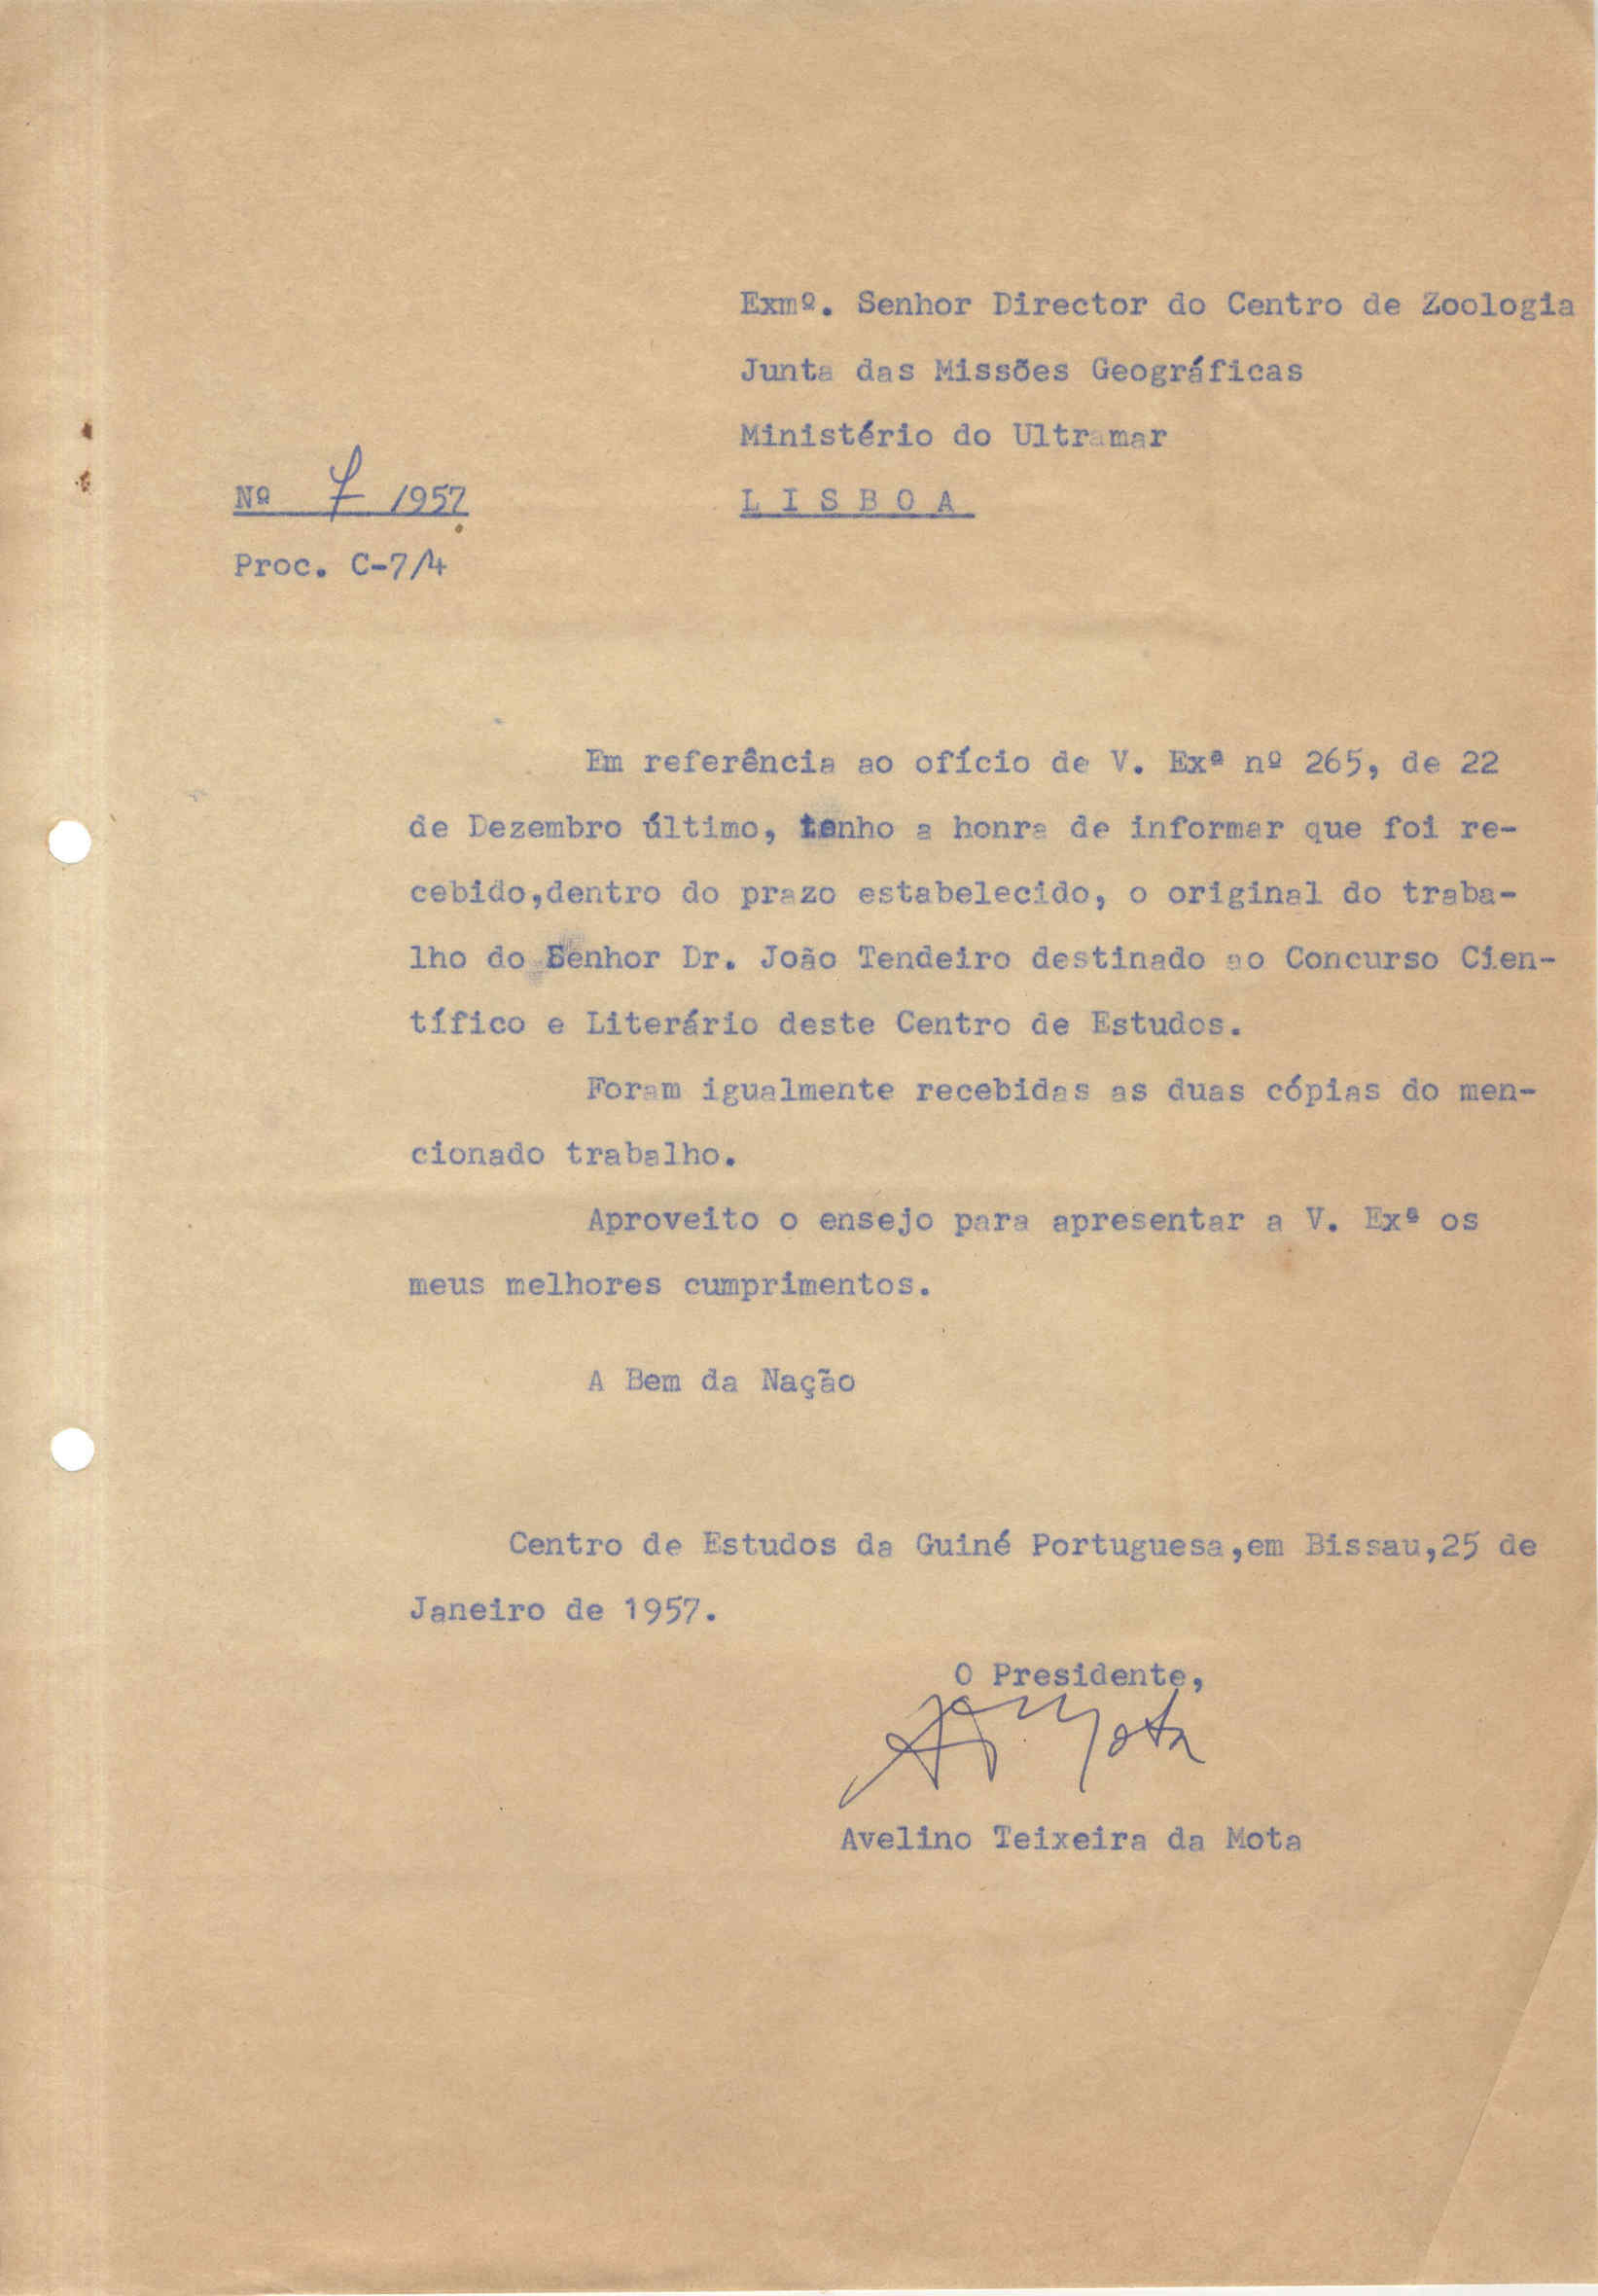 Exmº. Senhor Director do Centro de Zoologia
Junta das Missões Geográficas
Ministério do Ultramar
Nº 7 /1957
L I S B O A
Proc. C-7/4
Em referência ao ofício de V. Exª nº 265, de 22
de Dezembro último, tenho a honra de informar que foi re-
cebido,dentro do prazo estabelecido, o original do traba-
lho do Senhor Dr. João Tendeiro destinado ao Concurso Cien-
tífico e Literário deste Centro de Estudos.
Foram igualmente recebidas as duas cópias do men-
cionado trabalho.
Aproveito o ensejo para apresentar a V. Exª os
meus melhores cumprimentos.
A Bem da Nação
Centro de Estudos da Guiné Portuguesa,em Bissau,25 de
Janeiro de 1957.
O Presidente,
A T Mota
Avelino Teixeira da Mota